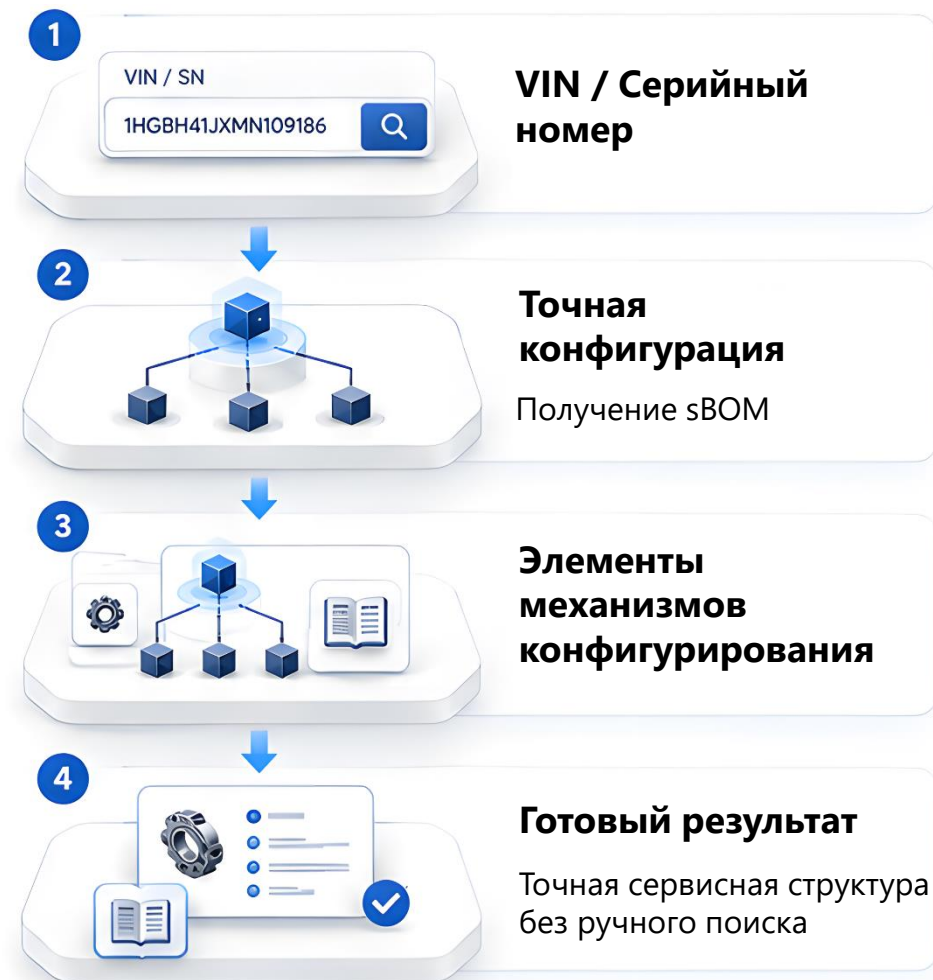 1
VIN / SN
1HGBH41JXMN109186
VIN / Серийный
номер
2
Точная
конфигурация
Получение sBOM
3
Элементы
механизмов
конфигурирования
4
Готовый результат
Точная сервисная структура
без ручного поиска